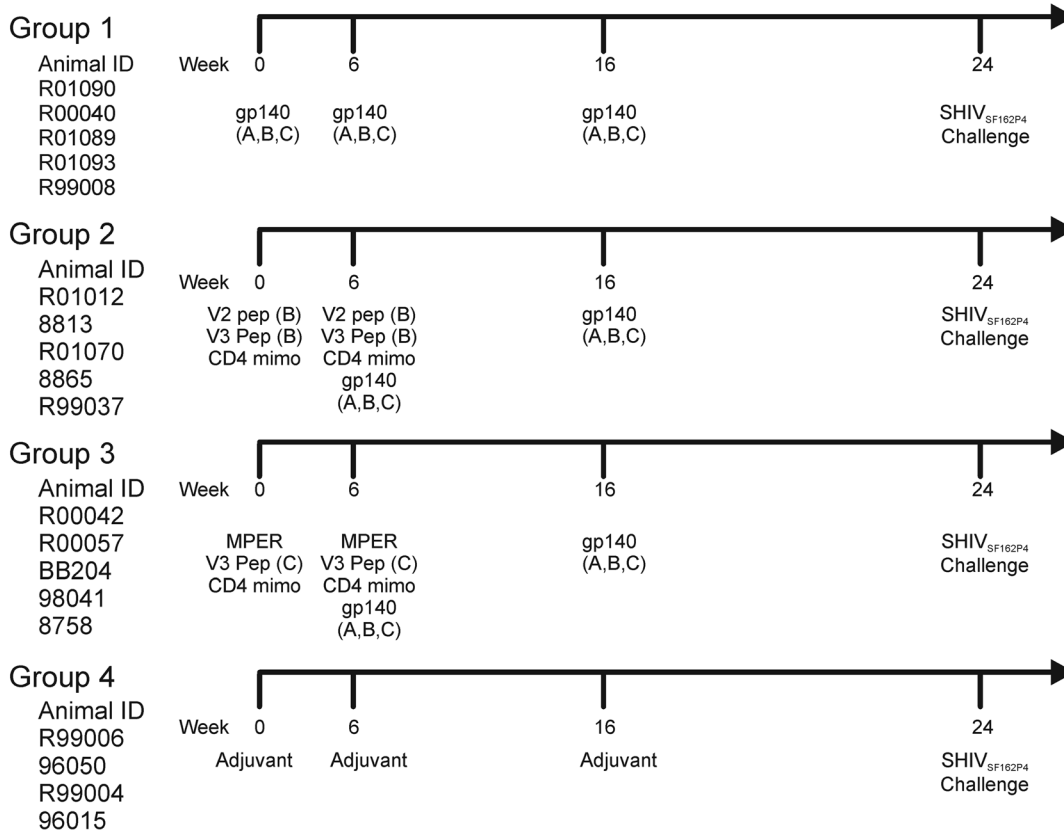 Group 1
Animal ID
R01090
R00040
R01089
R01093
R99008
Week 0 6 16 24
gp140 gp140 gp140 SHIVSF162P4
(A,B,C) (A,B,C) (A,B,C) Challenge
Group 2
Animal ID
R01012
8813
R01070
8865
R99037
Week 0 6 16 24
V2 pep (B) V2 pep (B) gp140 SHIVSF162P4
V3 Pep (B) V3 Pep (B) (A,B,C) Challenge
CD4 mimo CD4 mimo
gp140
(A,B,C)
Group 3
Animal ID
R00042
R00057
BB204
98041
8758
Week 0 6 16 24
MPER MPER gp140 SHIVSF162P4
V3 Pep (C) V3 Pep (C) (A,B,C) Challenge
CD4 mimo CD4 mimo
gp140
(A,B,C)
Group 4
Animal ID
R99006
96050
R99004
96015
Week 0 6 16 24
Adjuvant Adjuvant Adjuvant SHIVSF162P4
Challenge